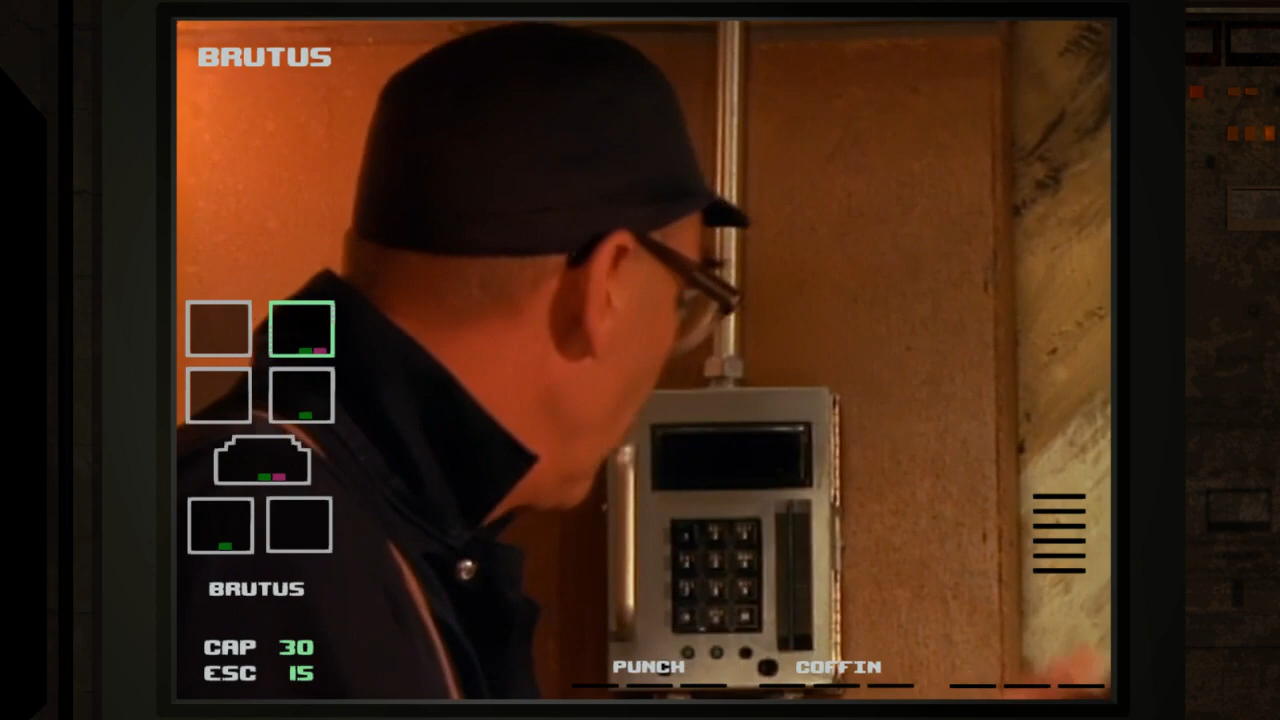 BRUTUS
BRUTUS
CAP 30
ESC 15
PUNCH
COFFIN